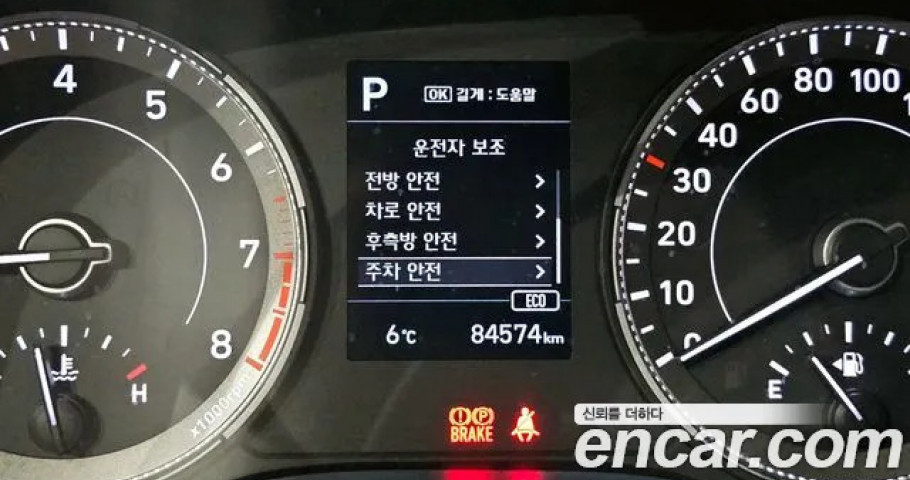 4
5
6
7
8
x1000rpm
H
P
OK 길게 : 도움말
운전자 보조
전방 안전 >
차로 안전 >
후측방 안전 >
주차 안전 >
ECO
6℃ 84574km
BRAKE
0
10
20
30
40
60
80
100
E
신뢰를 더하다
encar.com